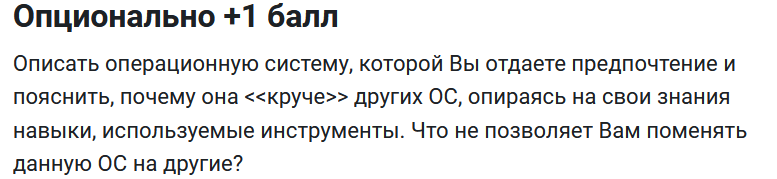 Опционально +1 балл
Описать операционную систему, которой Вы отдаете предпочтение и
пояснить, почему она <<круче>> других ОС, опираясь на свои знания
навыки, используемые инструменты. Что не позволяет Вам поменять
данную ОС на другие?